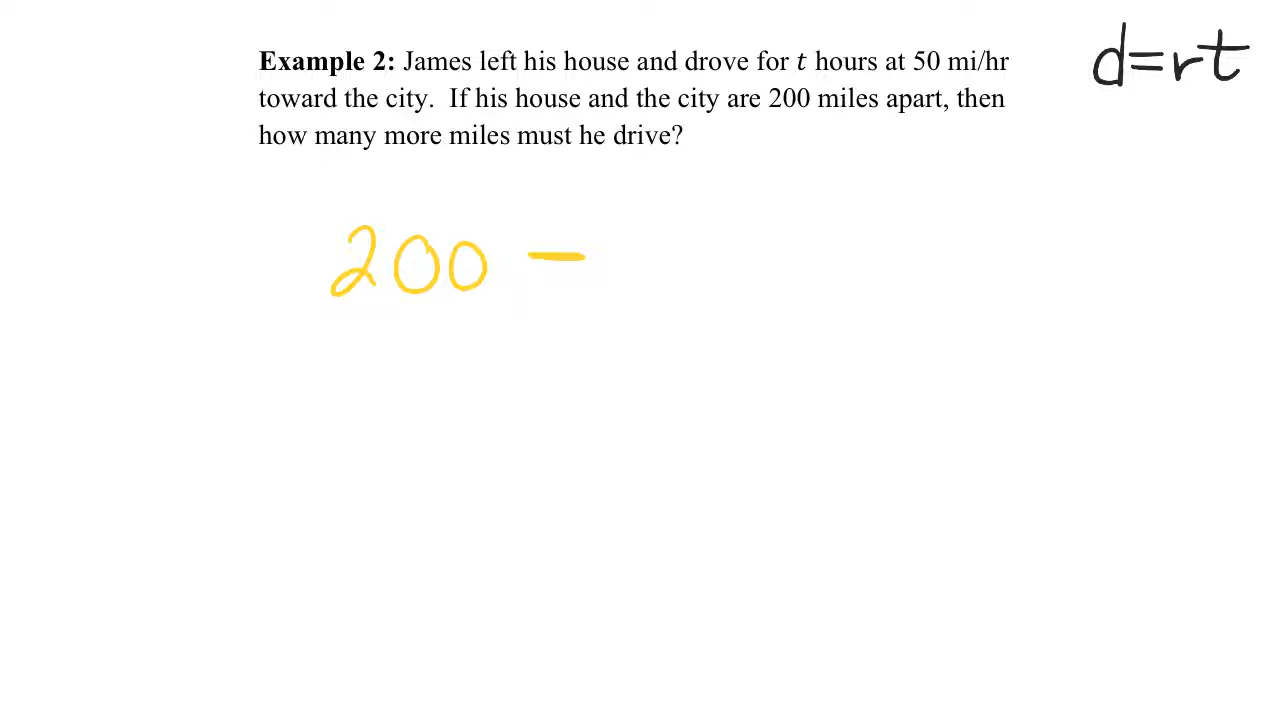 Example 2: James left his house and drove for t hours at 50 mi/hr
toward the city. If his house and the city are 200 miles apart, then
how many more miles must he drive?
d=rt
200 −